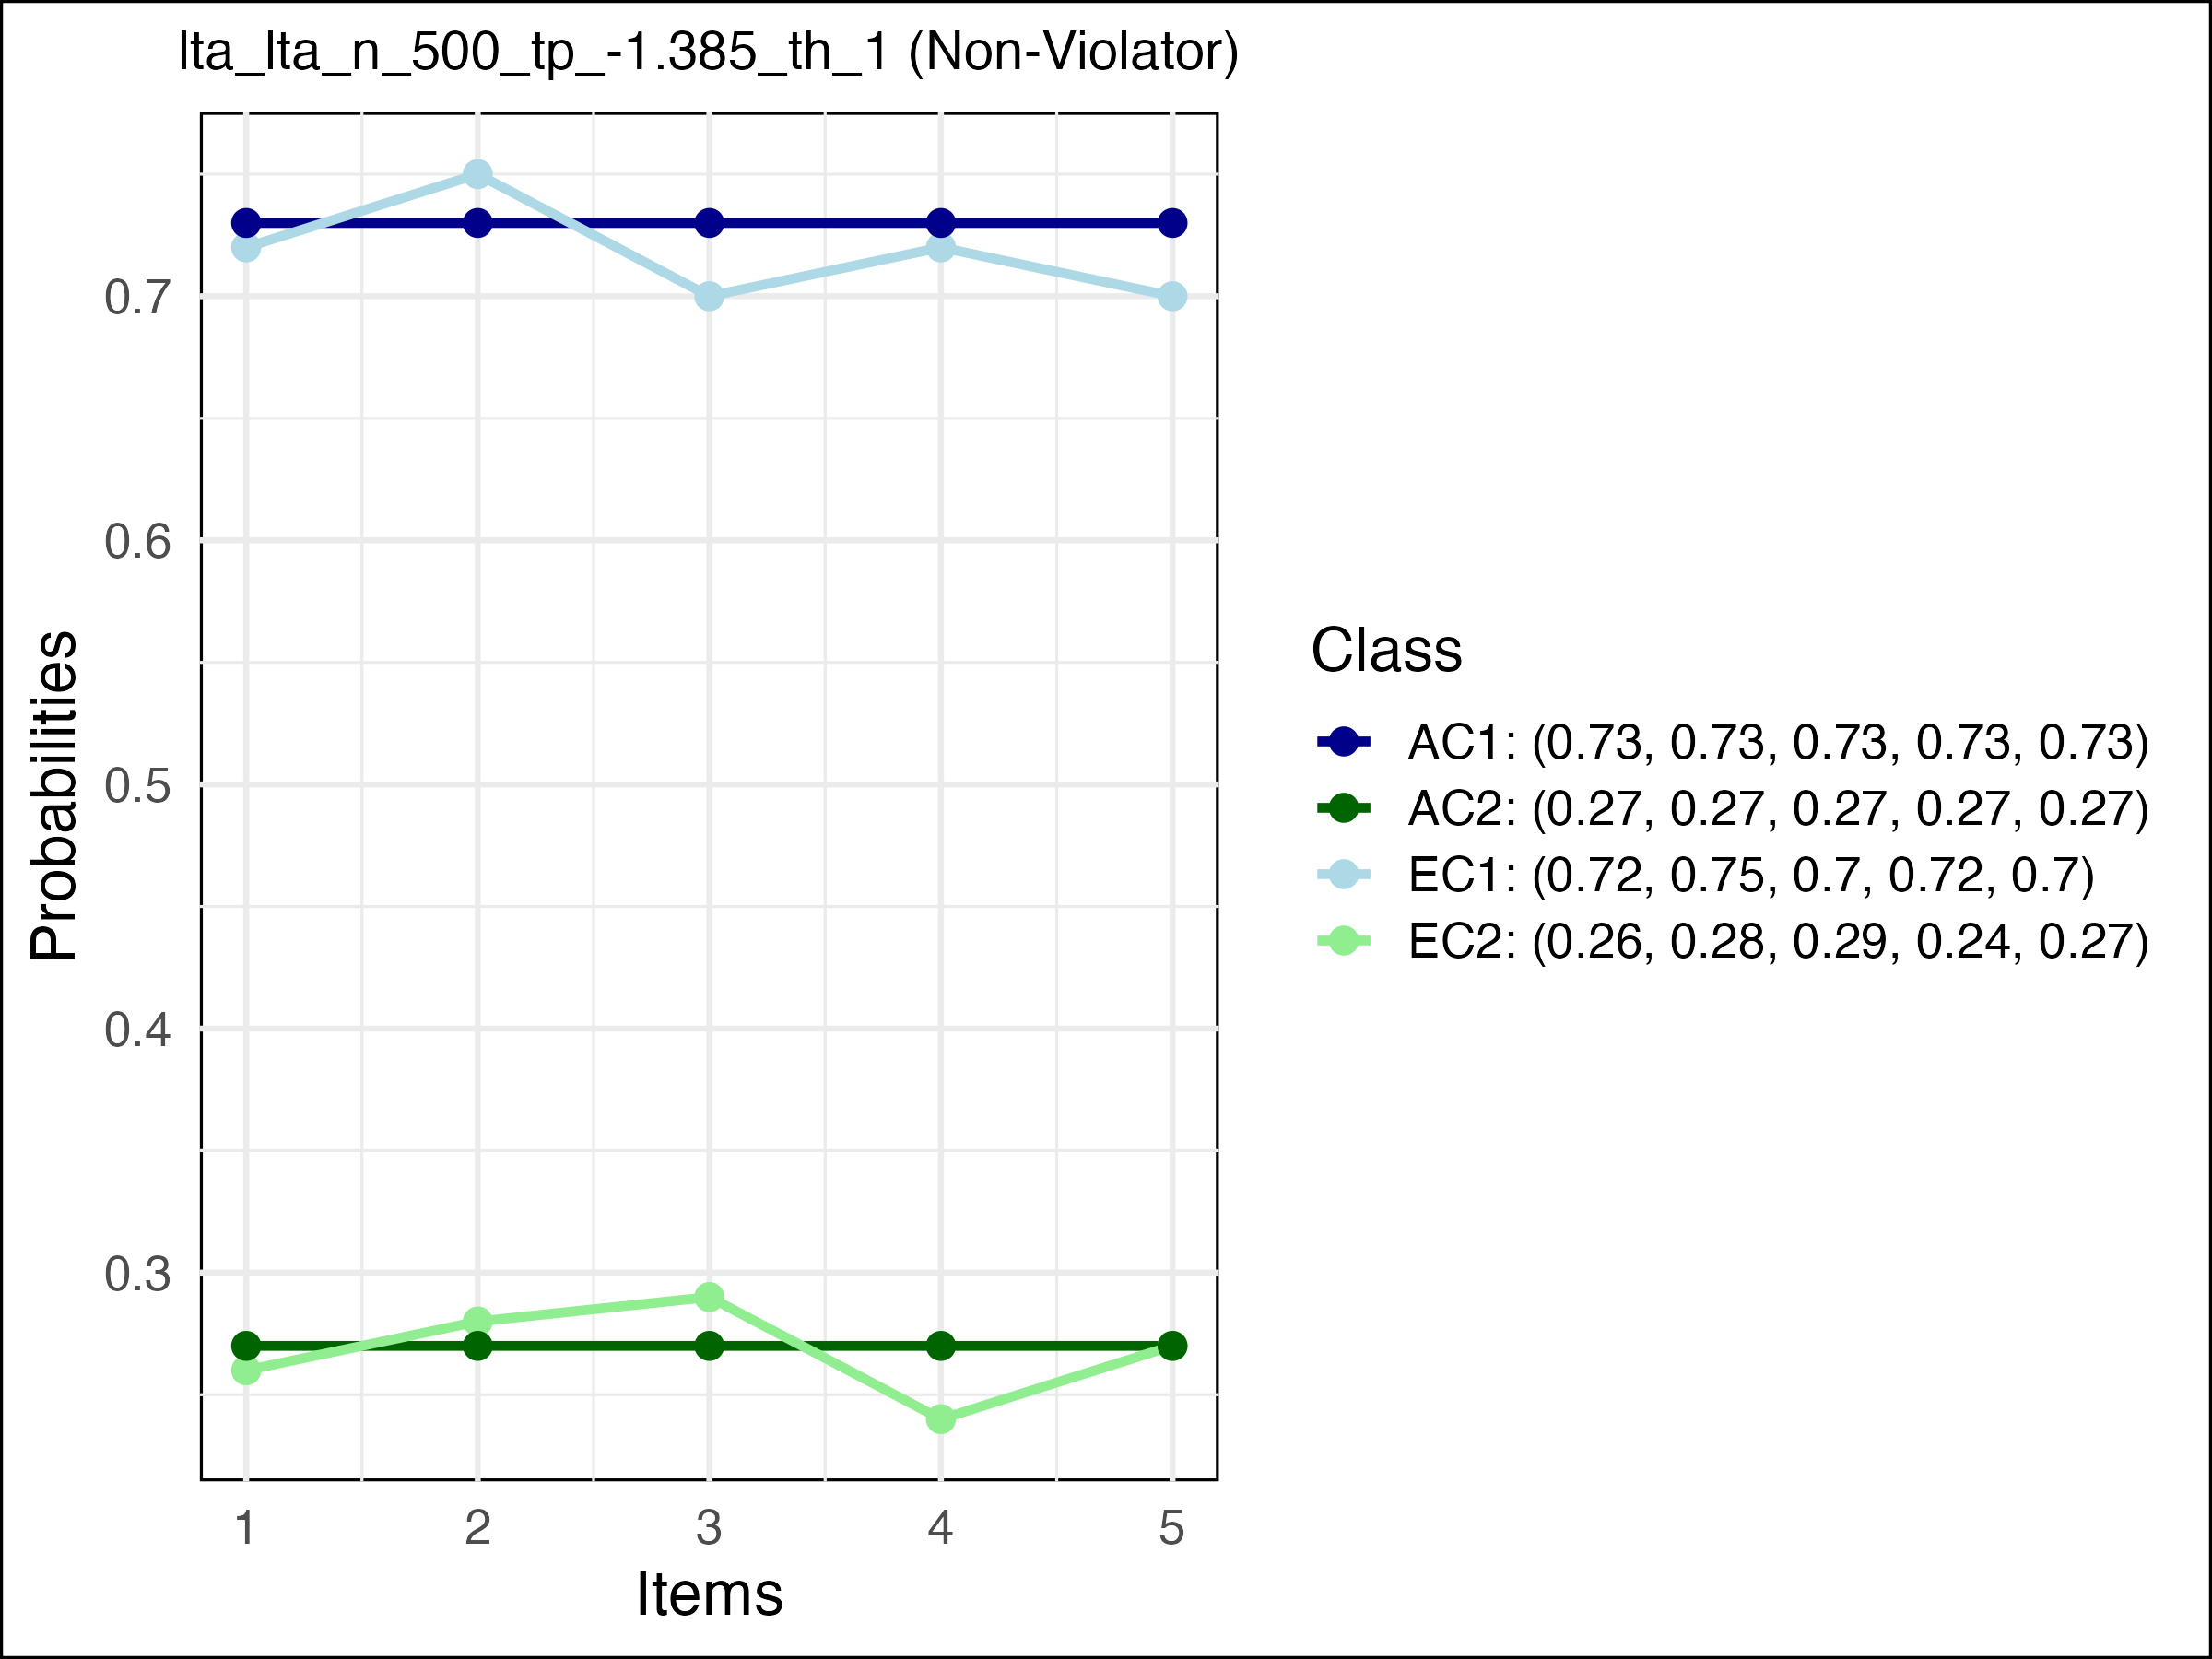 lta_lta_n_500_tp_-1.385_th_1 (Non-Violator)
Probabilities
0.7
0.6
0.5
0.4
0.3
1 2 3 4 5
Items
Class
AC1: (0.73, 0.73, 0.73, 0.73, 0.73)
AC2: (0.27, 0.27, 0.27, 0.27, 0.27)
EC1: (0.72, 0.75, 0.7, 0.72, 0.7)
EC2: (0.26, 0.28, 0.29, 0.24, 0.27)